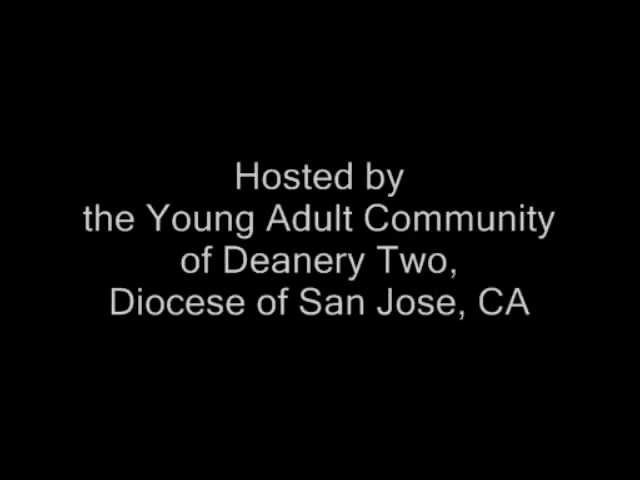 Hosted by
the Young Adult Community
of Deanery Two,
Diocese of San Jose, CA